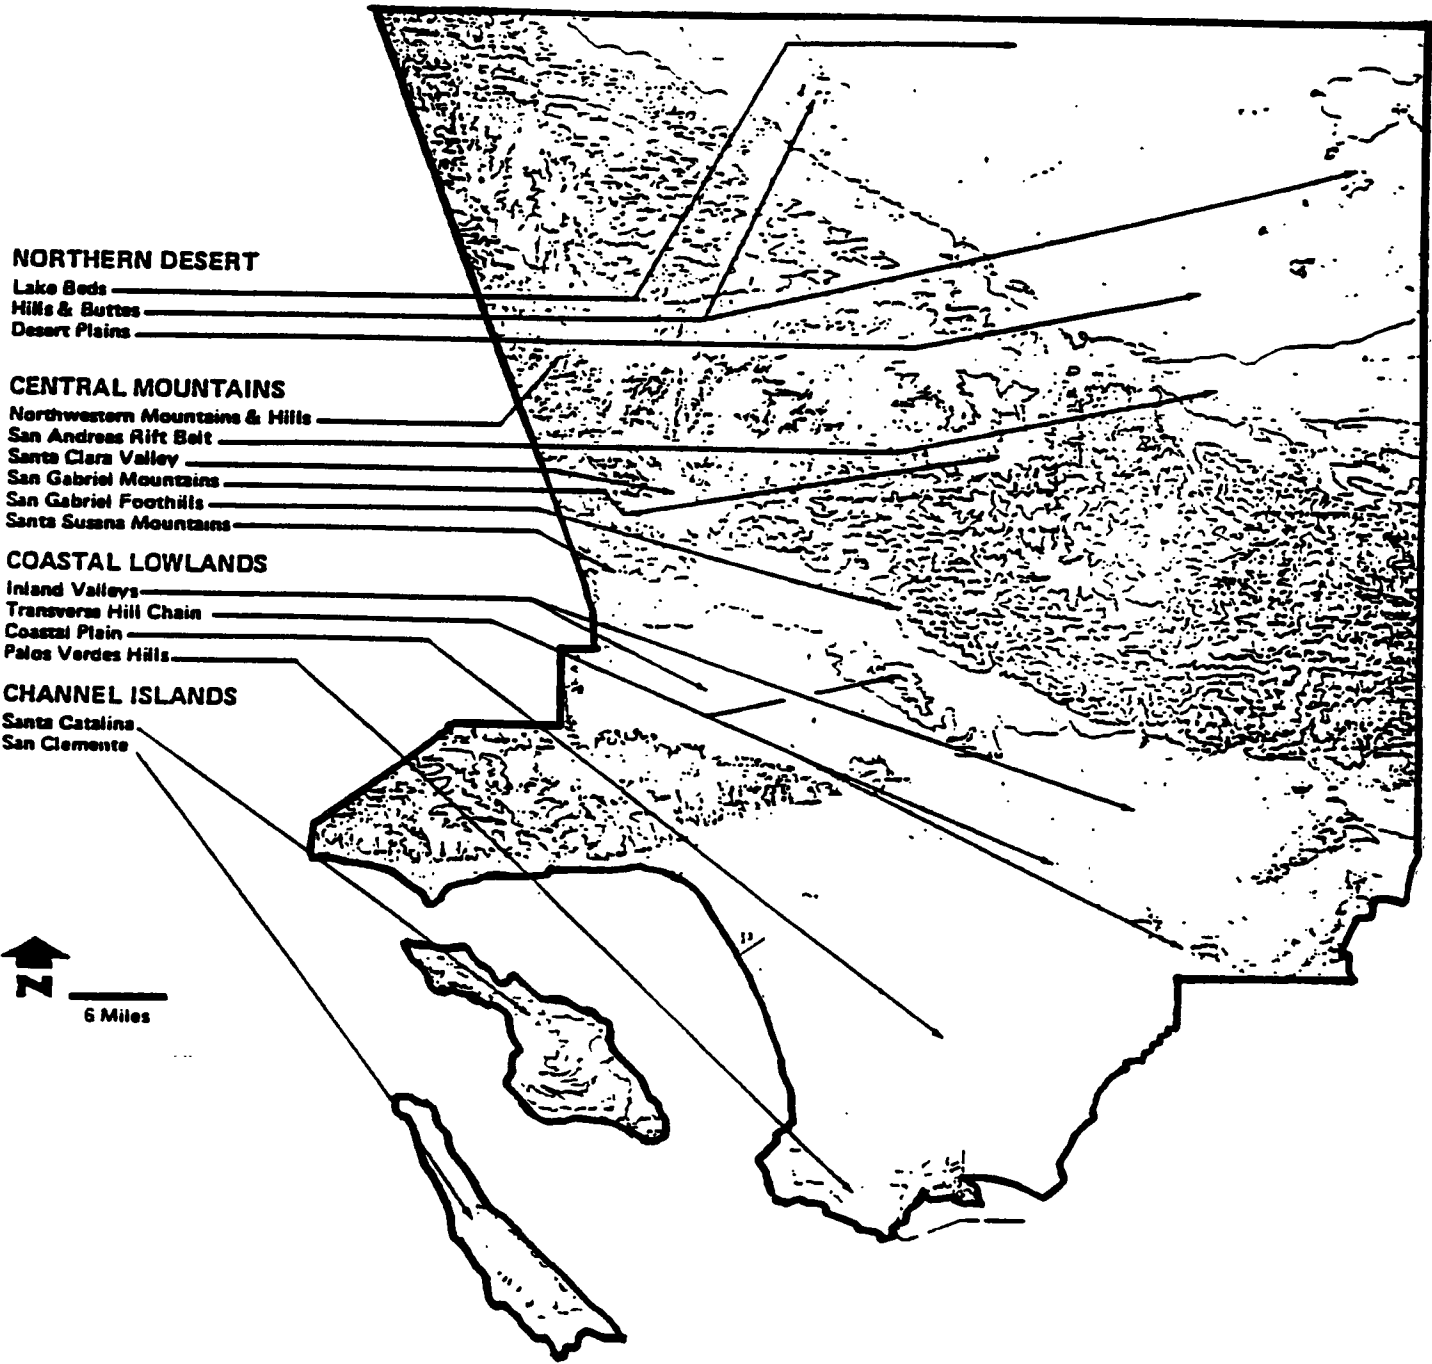 NORTHERN DESERT
Lake Beds
Hills & Buttes
Desert Plains
CENTRAL MOUNTAINS
Northwestern Mountains & Hills
San Andreas Rift Belt
Santa Clara Valley
San Gabriel Mountains
San Gabriel Foothills
Santa Susana Mountains
COASTAL LOWLANDS
Inland Valleys
Transverse Hill Chain
Coastal Plain
Palos Verdes Hills
CHANNEL ISLANDS
Santa Catalina
San Clemente
N
6 Miles